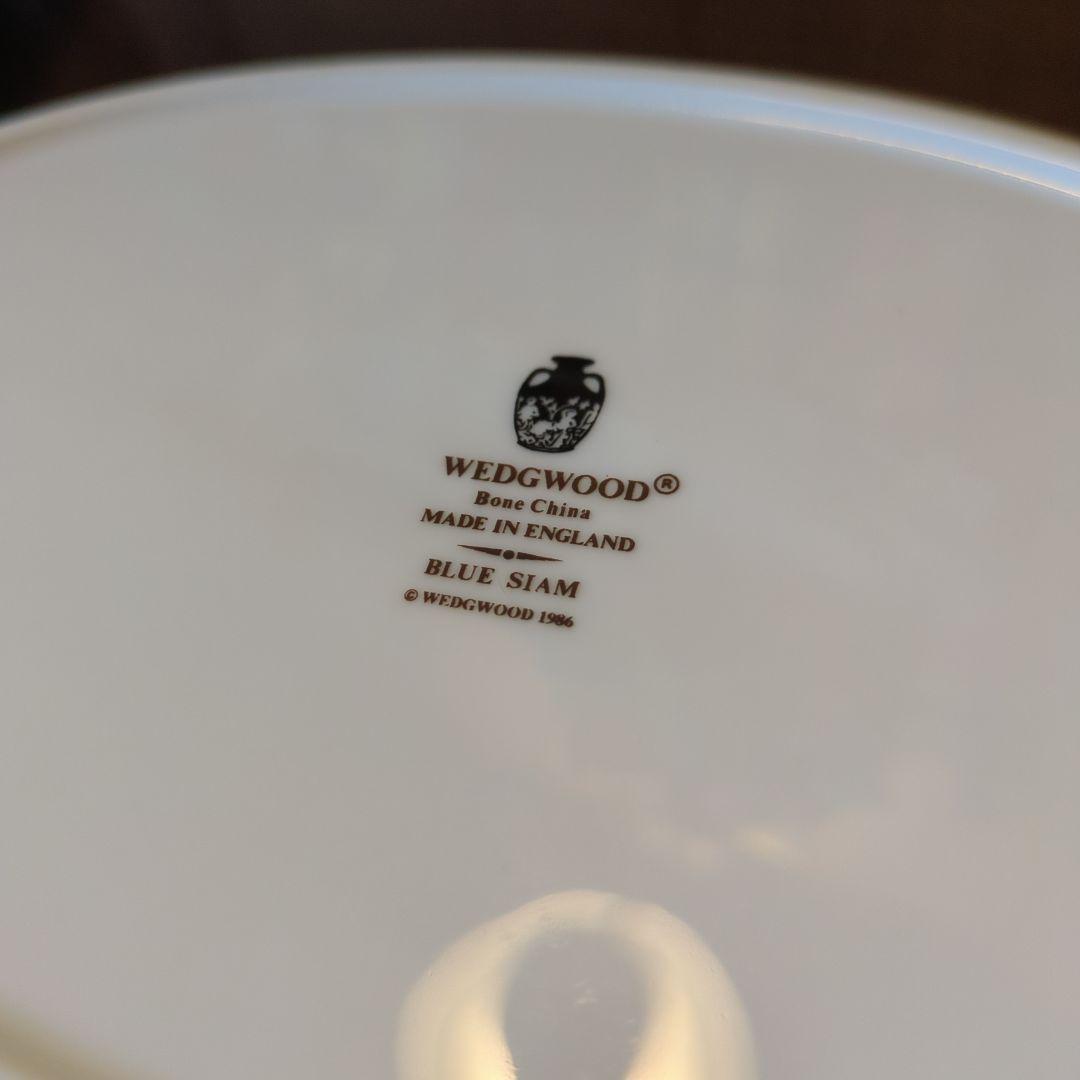 WEDGWOOD®
Bone China
MADE IN ENGLAND
BLUE SIAM
© WEDGWOOD 1986